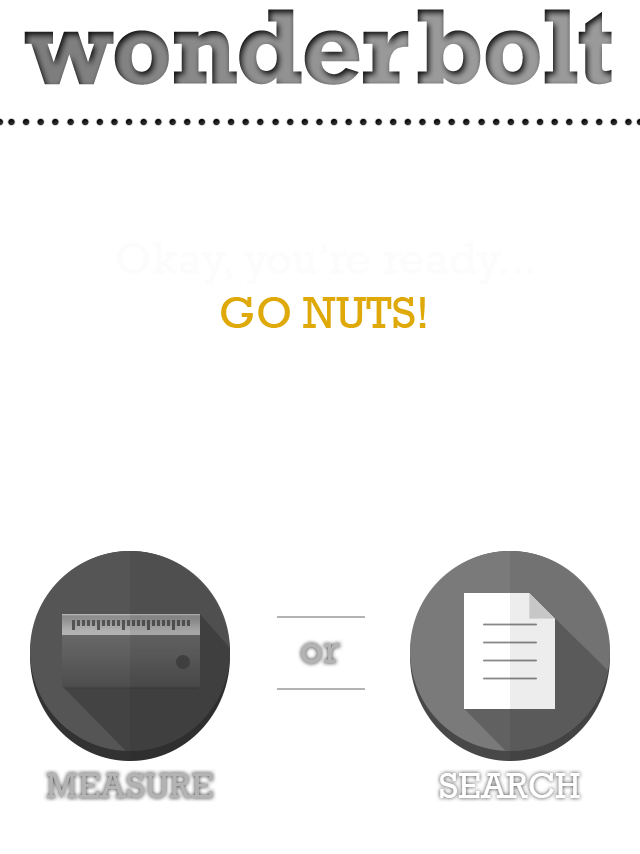 wonderbolt
Okay, you're ready...
GO NUTS!
or
MEASURE
SEARCH